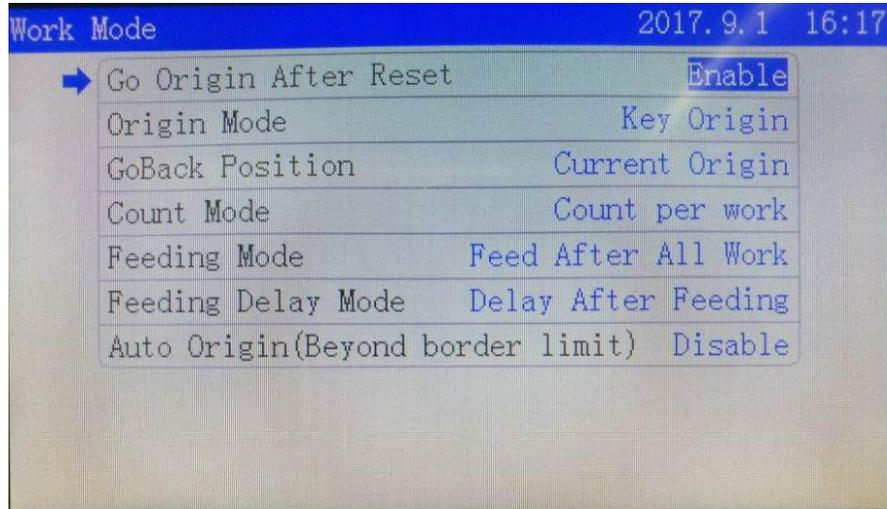 Work Mode 2017.9.1 16:17
Go Origin After Reset Enable
Origin Mode Key Origin
GoBack Position Current Origin
Count Mode Count per work
Feeding Mode Feed After All Work
Feeding Delay Mode Delay After Feeding
Auto Origin(Beyond border limit) Disable